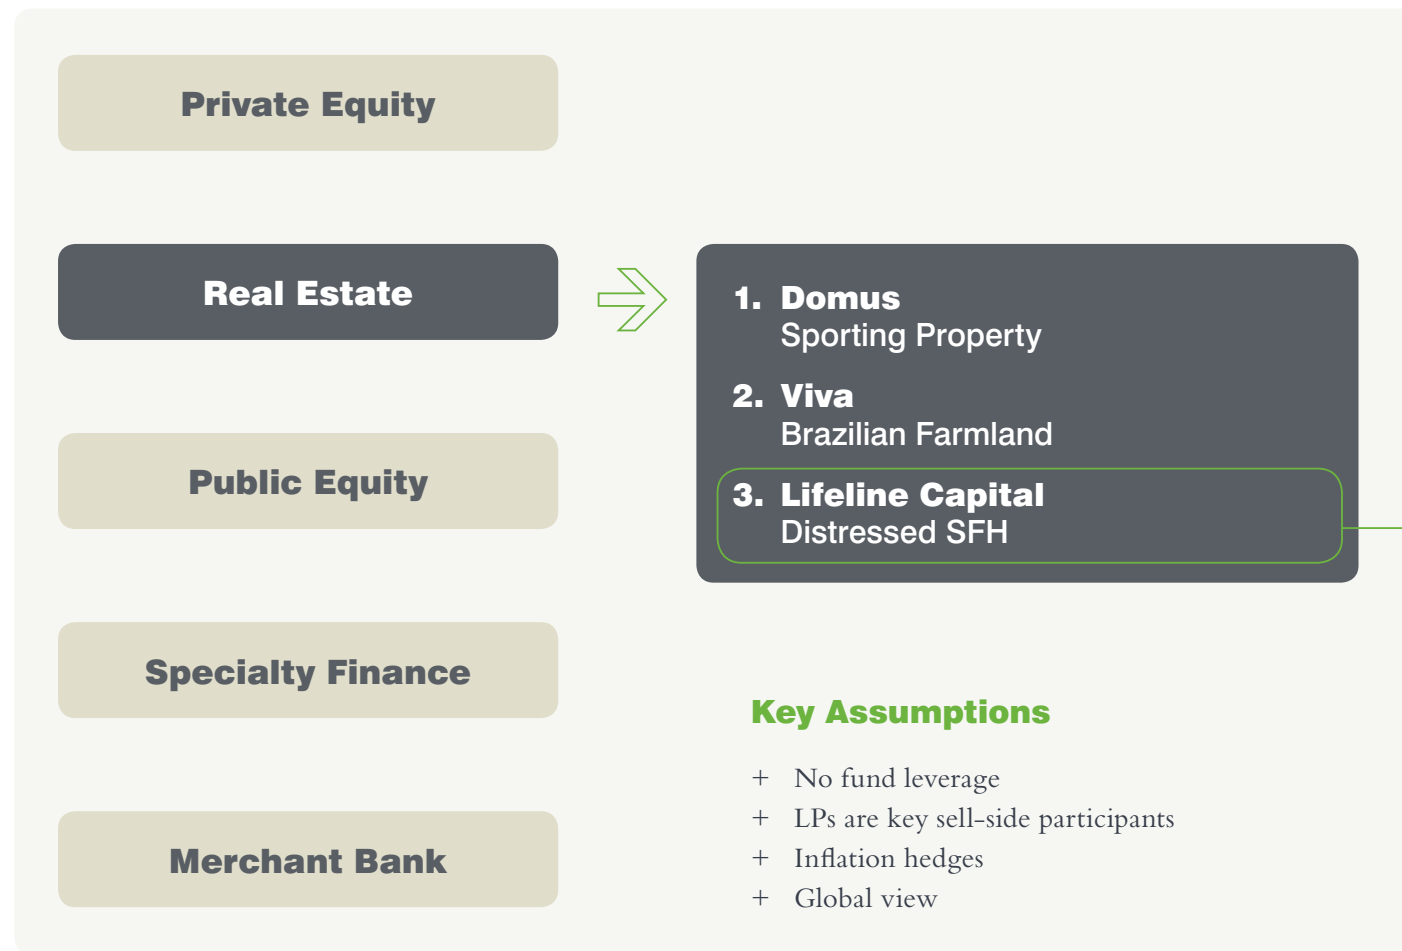 Private Equity
Real Estate
Public Equity
Specialty Finance
Merchant Bank
1. Domus
Sporting Property
2. Viva
Brazilian Farmland
3. Lifeline Capital
Distressed SFH
Key Assumptions
+ No fund leverage
+ LPs are key sell-side participants
+ Inflation hedges
+ Global view